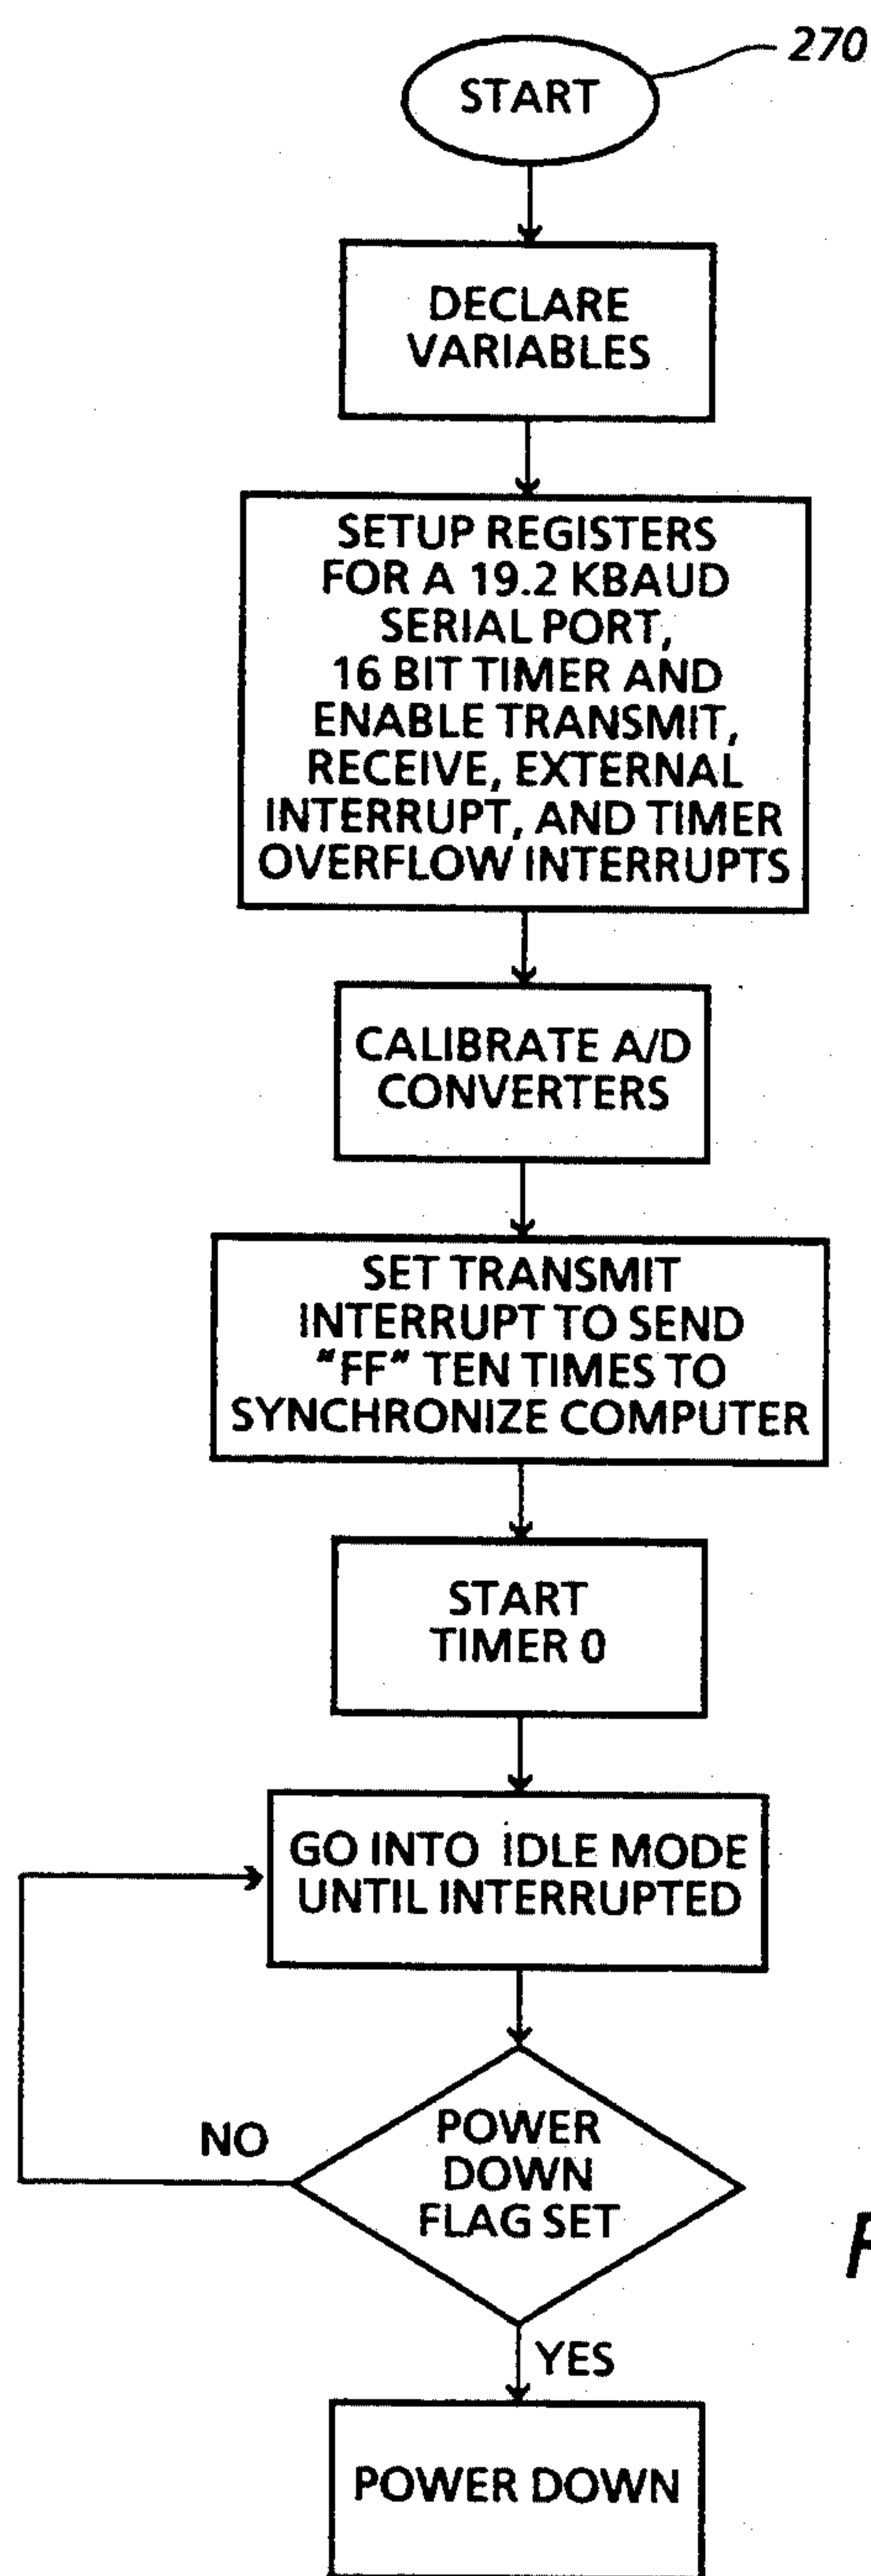 270
START
DECLARE
VARIABLES
SETUP REGISTERS
FOR A 19.2 KBAUD
SERIAL PORT,
16 BIT TIMER AND
ENABLE TRANSMIT,
RECEIVE, EXTERNAL
INTERRUPT, AND TIMER
OVERFLOW INTERRUPTS
CALIBRATE A/D
CONVERTERS
SET TRANSMIT
INTERRUPT TO SEND
"FF" TEN TIMES TO
SYNCHRONIZE COMPUTER
START
TIMER 0
GO INTO IDLE MODE
UNTIL INTERRUPTED
NO
POWER
DOWN
FLAG SET
YES
POWER DOWN